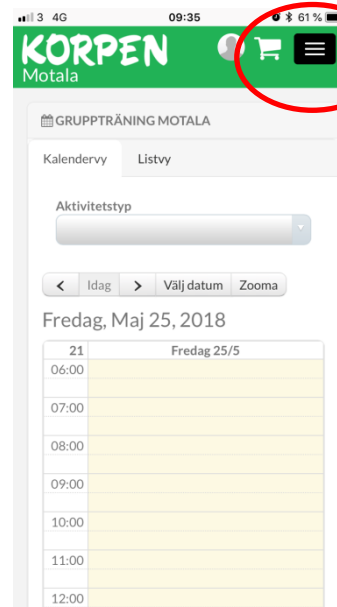 3 4G 09:35 61 %
KORPEN
Motala
GRUPPTRÄNING MOTALA
Kalendervy Listvy
Aktivitetstyp
Idag Välj datum Zooma
Fredag, Maj 25, 2018
21 Fredag 25/5
06:00
07:00
08:00
09:00
10:00
11:00
12:00